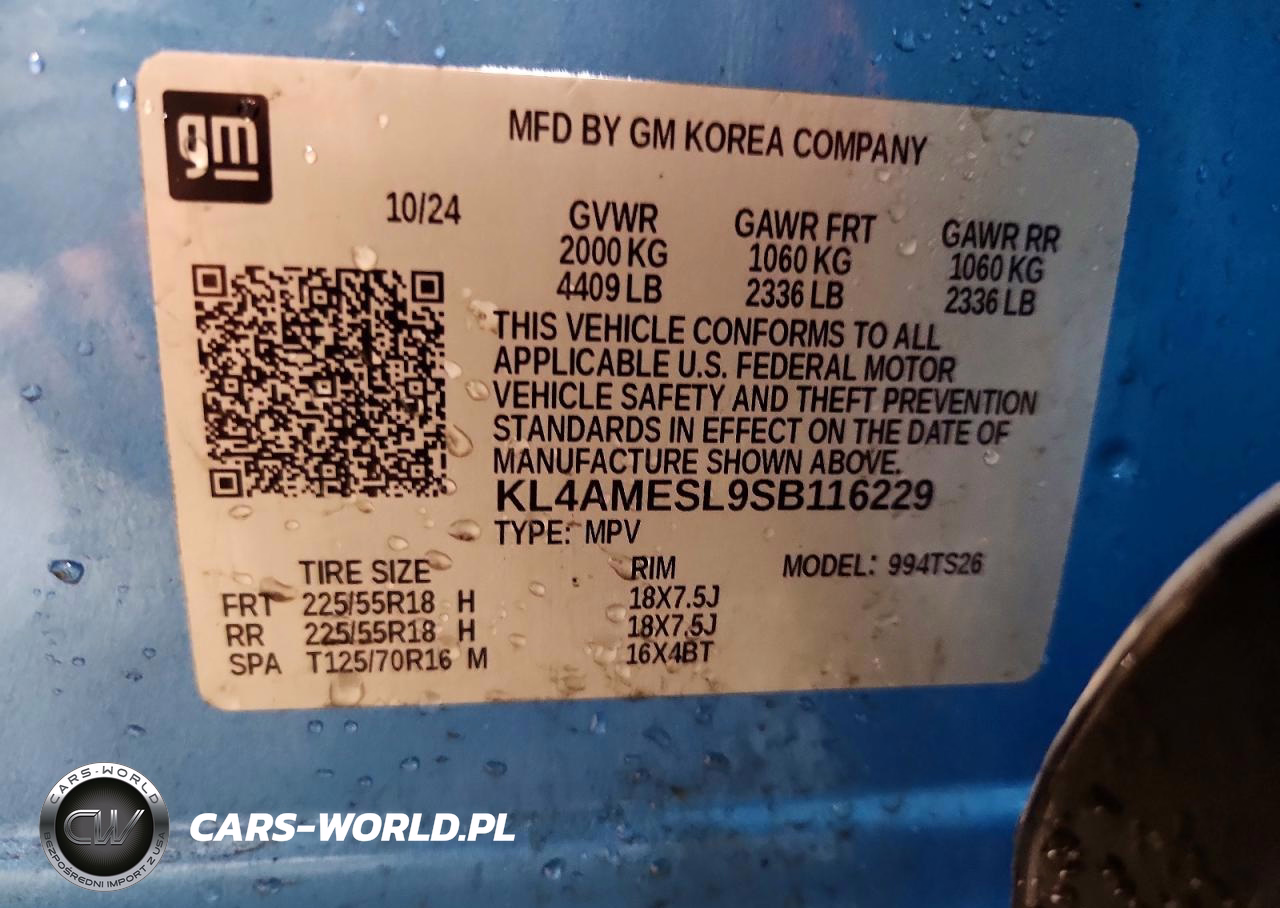 gm
MFD BY GM KOREA COMPANY
10/24
GVWR GAWR FRT GAWR RR
2000 KG 1060 KG 1060 KG
4409 LB 2336 LB 2336 LB
THIS VEHICLE CONFORMS TO ALL
APPLICABLE U.S. FEDERAL MOTOR
VEHICLE SAFETY AND THEFT PREVENTION
STANDARDS IN EFFECT ON THE DATE OF
MANUFACTURE SHOWN ABOVE.
KL4AMESL9SB116229
TYPE: MPV
TIRE SIZE RIM MODEL: 994TS26
FRT 225/55R18 H 18X7.5J
RR 225/55R18 H 18X7.5J
SPA T125/70R16 M 16X4BT
CARS-WORLD
CW
BEZPOŚREDNI IMPORT Z USA
CARS-WORLD.PL